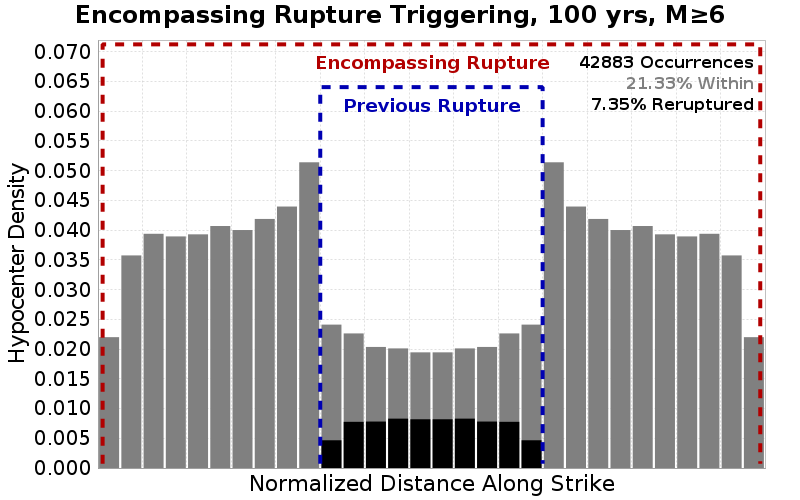 Encompassing Rupture Triggering, 100 yrs, M≥6
Encompassing Rupture
42883 Occurrences
21.33% Within
Previous Rupture
7.35% Reruptured
Hypocenter Density
0.070
0.065
0.060
0.055
0.050
0.045
0.040
0.035
0.030
0.025
0.020
0.015
0.010
0.005
0.000
Normalized Distance Along Strike